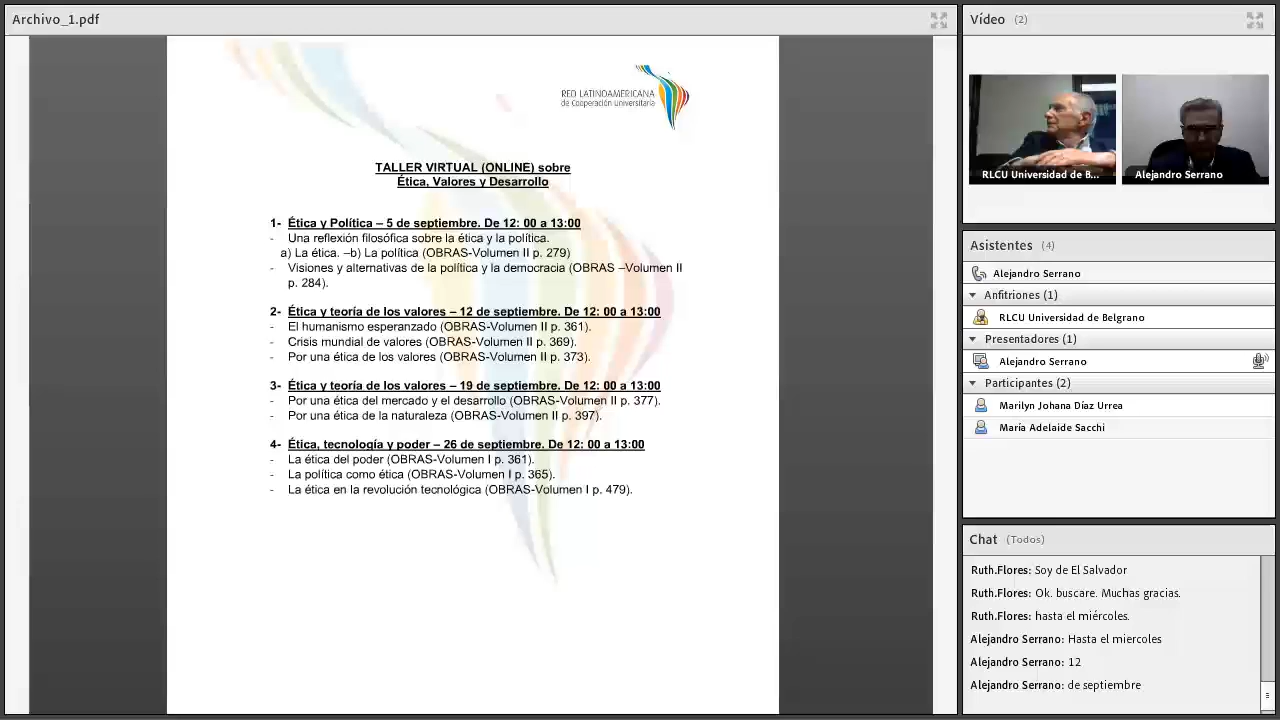 Archivo_1.pdf
RED LATINOAMERICANA
de Cooperación universitaria
TALLER VIRTUAL (ONLINE) sobre
Ética, Valores y Desarrollo
1- Ética y Política – 5 de septiembre. De 12: 00 a 13:00
- Una reflexión filosófica sobre la ética y la política.
a) La ética. –b) La política (OBRAS-Volumen II p. 279)
- Visiones y alternativas de la política y la democracia (OBRAS –Volumen II
p. 284).
2- Ética y teoría de los valores – 12 de septiembre. De 12: 00 a 13:00
- El humanismo esperanzado (OBRAS-Volumen II p. 361).
- Crisis mundial de valores (OBRAS-Volumen II p. 369).
- Por una ética de los valores (OBRAS-Volumen II p. 373).
3- Ética y teoría de los valores – 19 de septiembre. De 12: 00 a 13:00
- Por una ética del mercado y el desarrollo (OBRAS-Volumen II p. 377).
- Por una ética de la naturaleza (OBRAS-Volumen II p. 397).
4- Ética, tecnología y poder – 26 de septiembre. De 12: 00 a 13:00
- La ética del poder (OBRAS-Volumen I p. 361).
- La política como ética (OBRAS-Volumen I p. 365).
- La ética en la revolución tecnológica (OBRAS-Volumen I p. 479).
Vídeo (2)
RLCU Universidad de B...
Alejandro Serrano
Asistentes (4)
Alejandro Serrano
Anfitriones (1)
RLCU Universidad de Belgrano
Presentadores (1)
Alejandro Serrano
Participantes (2)
Marilyn Johana Díaz Urrea
María Adelaide Sacchi
Chat (Todos)
Ruth.Flores: Soy de El Salvador
Ruth.Flores: Ok. buscare. Muchas gracias.
Ruth.Flores: hasta el miércoles.
Alejandro Serrano: Hasta el miercoles
Alejandro Serrano: 12
Alejandro Serrano: de septiembre